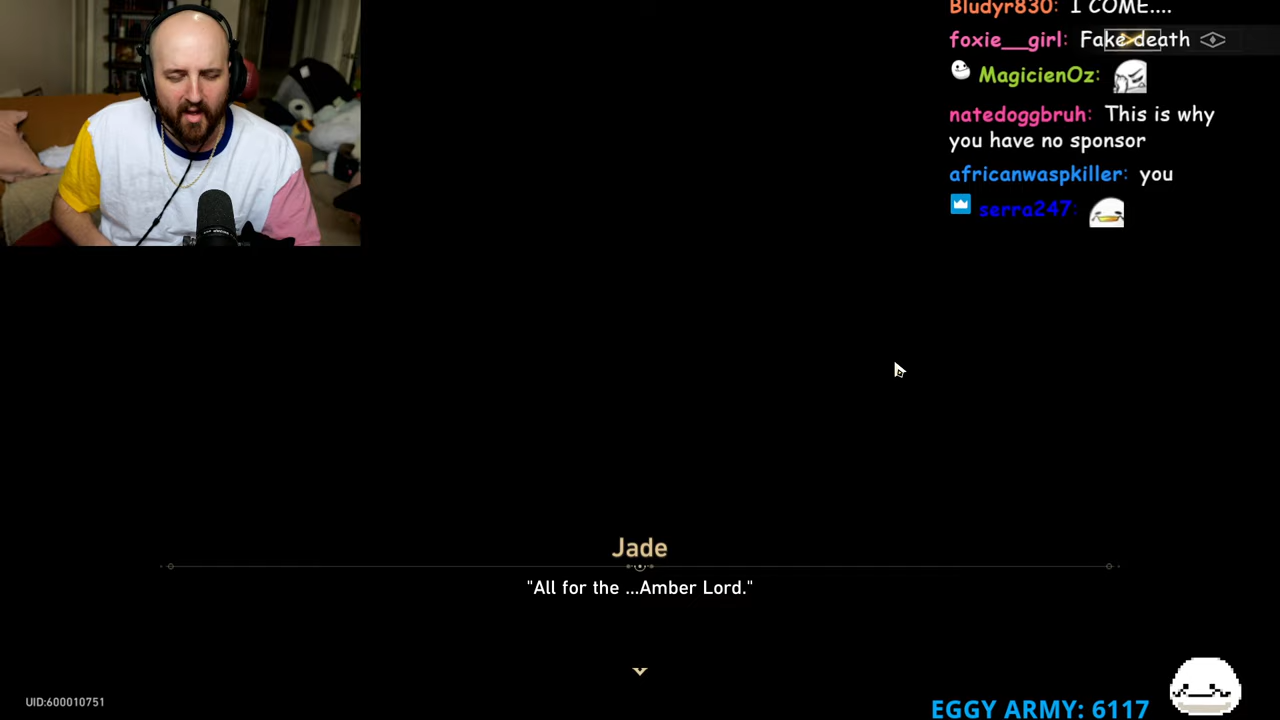 Bludyr830: I COME....
foxie__girl: Fake death
MagicienOz:
natedoggbruh: This is why
you have no sponsor
africanwaspkiller: you
serra247:
Jade
"All for the ...Amber Lord."
UID:600010751
EGGY ARMY: 6117